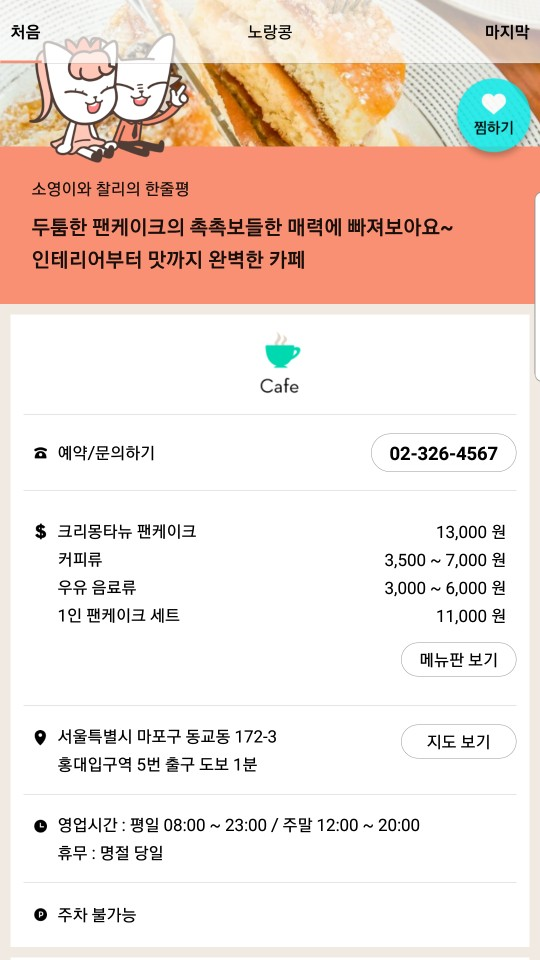 처음
노랑콩
마지막
찜하기
소영이와 찰리의 한줄평
두툼한 팬케이크의 촉촉보들한 매력에 빠져보아요~
인테리어부터 맛까지 완벽한 카페
Cafe
예약/문의하기
02-326-4567
$ 크리몽타뉴 팬케이크 13,000 원
커피류 3,500 ~ 7,000 원
우유 음료류 3,000 ~ 6,000 원
1인 팬케이크 세트 11,000 원
메뉴판 보기
서울특별시 마포구 동교동 172-3
홍대입구역 5번 출구 도보 1분
지도 보기
영업시간 : 평일 08:00 ~ 23:00 / 주말 12:00 ~ 20:00
휴무 : 명절 당일
P 주차 불가능